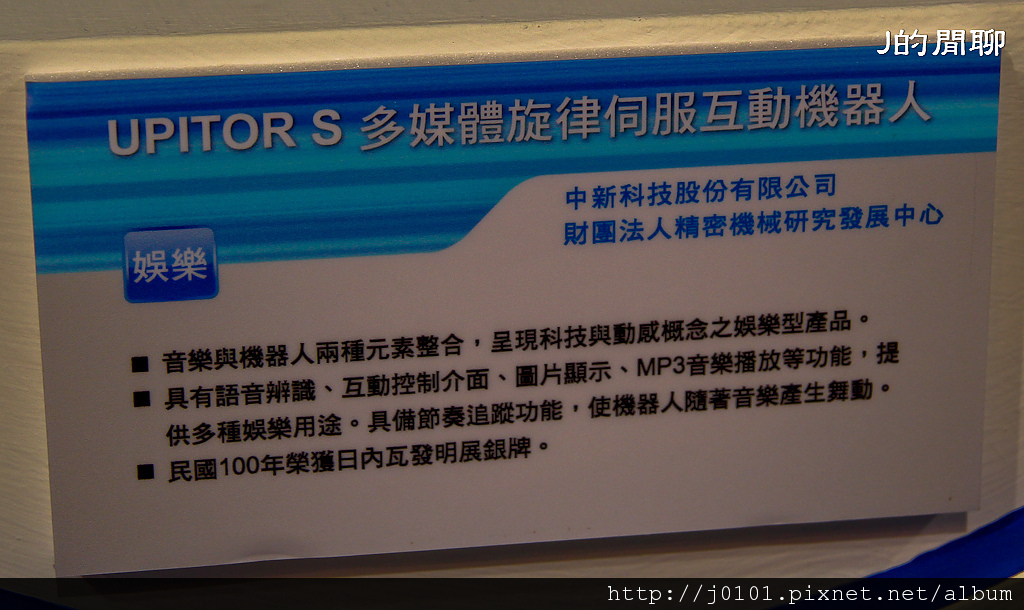 J的閒聊
UPITOR S 多媒體旋律伺服互動機器人
中新科技股份有限公司
財團法人精密機械研究發展中心
娛樂
■ 音樂與機器人兩種元素整合，呈現科技與動感概念之娛樂型產品。
■ 具有語音辨識、互動控制介面、圖片顯示、MP3音樂播放等功能，提
供多種娛樂用途。具備節奏追蹤功能，使機器人隨著音樂產生舞動。
■ 民國100年榮獲日內瓦發明展銀牌。
http://j0101.pixnet.net/album